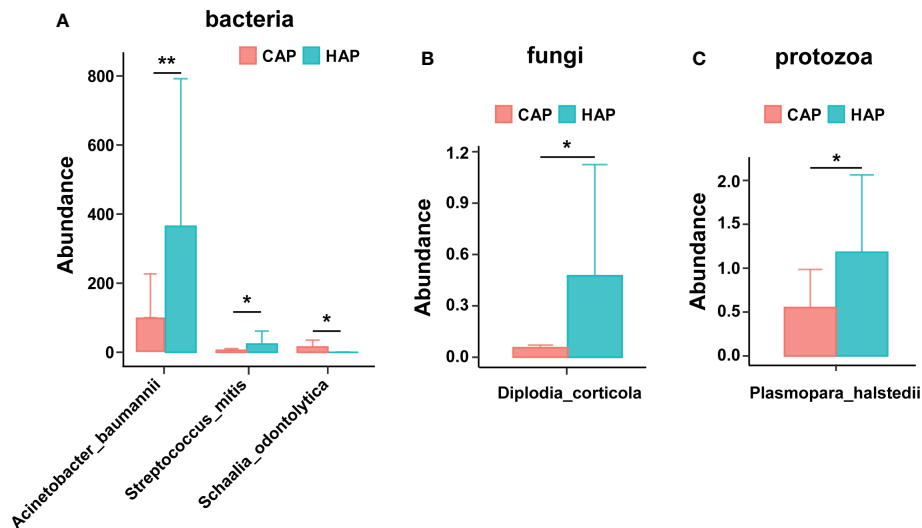 A
bacteria
CAP HAP
**
*
*
Abundance
800
600
400
200
0
Acinetobacter_baumannii
Streptococcus_mitis
Schaalia_odontolytica
B
fungi
CAP HAP
*
Abundance
1.2
0.9
0.6
0.3
0.0
Diplodia_corticola
C
protozoa
CAP HAP
*
Abundance
2.0
1.5
1.0
0.5
0.0
Plasmopara_halstedii